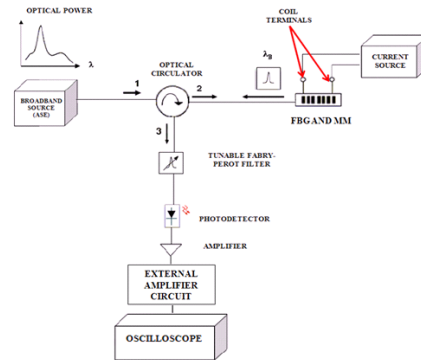 OPTICAL POWER
λ
BROADBAND
SOURCE
(ASE)
1
OPTICAL
CIRCULATOR
2
3
λB
COIL
TERMINALS
CURRENT
SOURCE
FBG AND MM
TUNABLE FABRY-
PEROT FILTER
PHOTODETECTOR
AMPLIFIER
EXTERNAL
AMPLIFIER
CIRCUIT
OSCILLOSCOPE